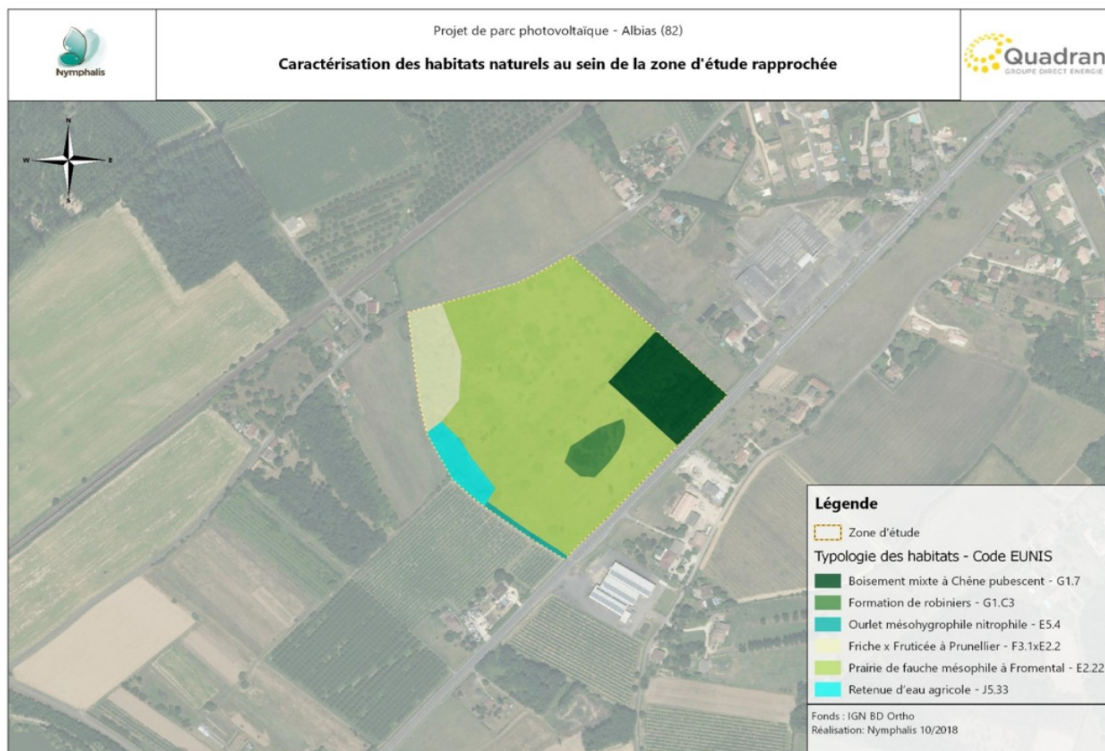 Nymphalis
Projet de parc photovoltaïque - Albias (82)
Caractérisation des habitats naturels au sein de la zone d'étude rapprochée
Quadran
GROUPE DIRECT ENERGIE
N
W
E
S
Légende
Zone d'étude
Typologie des habitats - Code EUNIS
Boisement mixte à Chêne pubescent - G1.7
Formation de robiniers - G1.C3
Ourlet mésohygrophile nitrophile - E5.4
Friche x Fruticée à Prunellier - F3.1xE2.2
Prairie de fauche mésophile à Fromental - E2.22
Retenue d'eau agricole - J5.33
Fonds : IGN BD Ortho
Réalisation: Nymphalis 10/2018